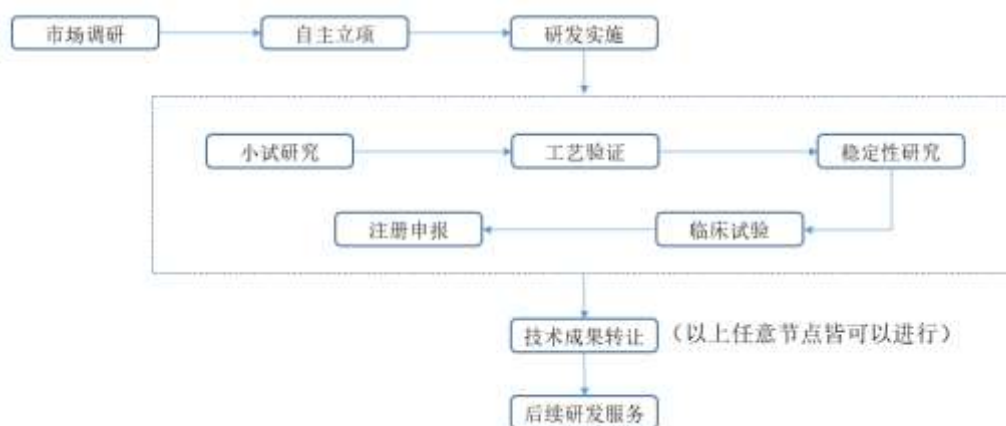 市场调研
自主立项
研发实施
小试研究
工艺验证
稳定性研究
注册申报
临床试验
技术成果转让
（以上任意节点皆可以进行）
后续研发服务